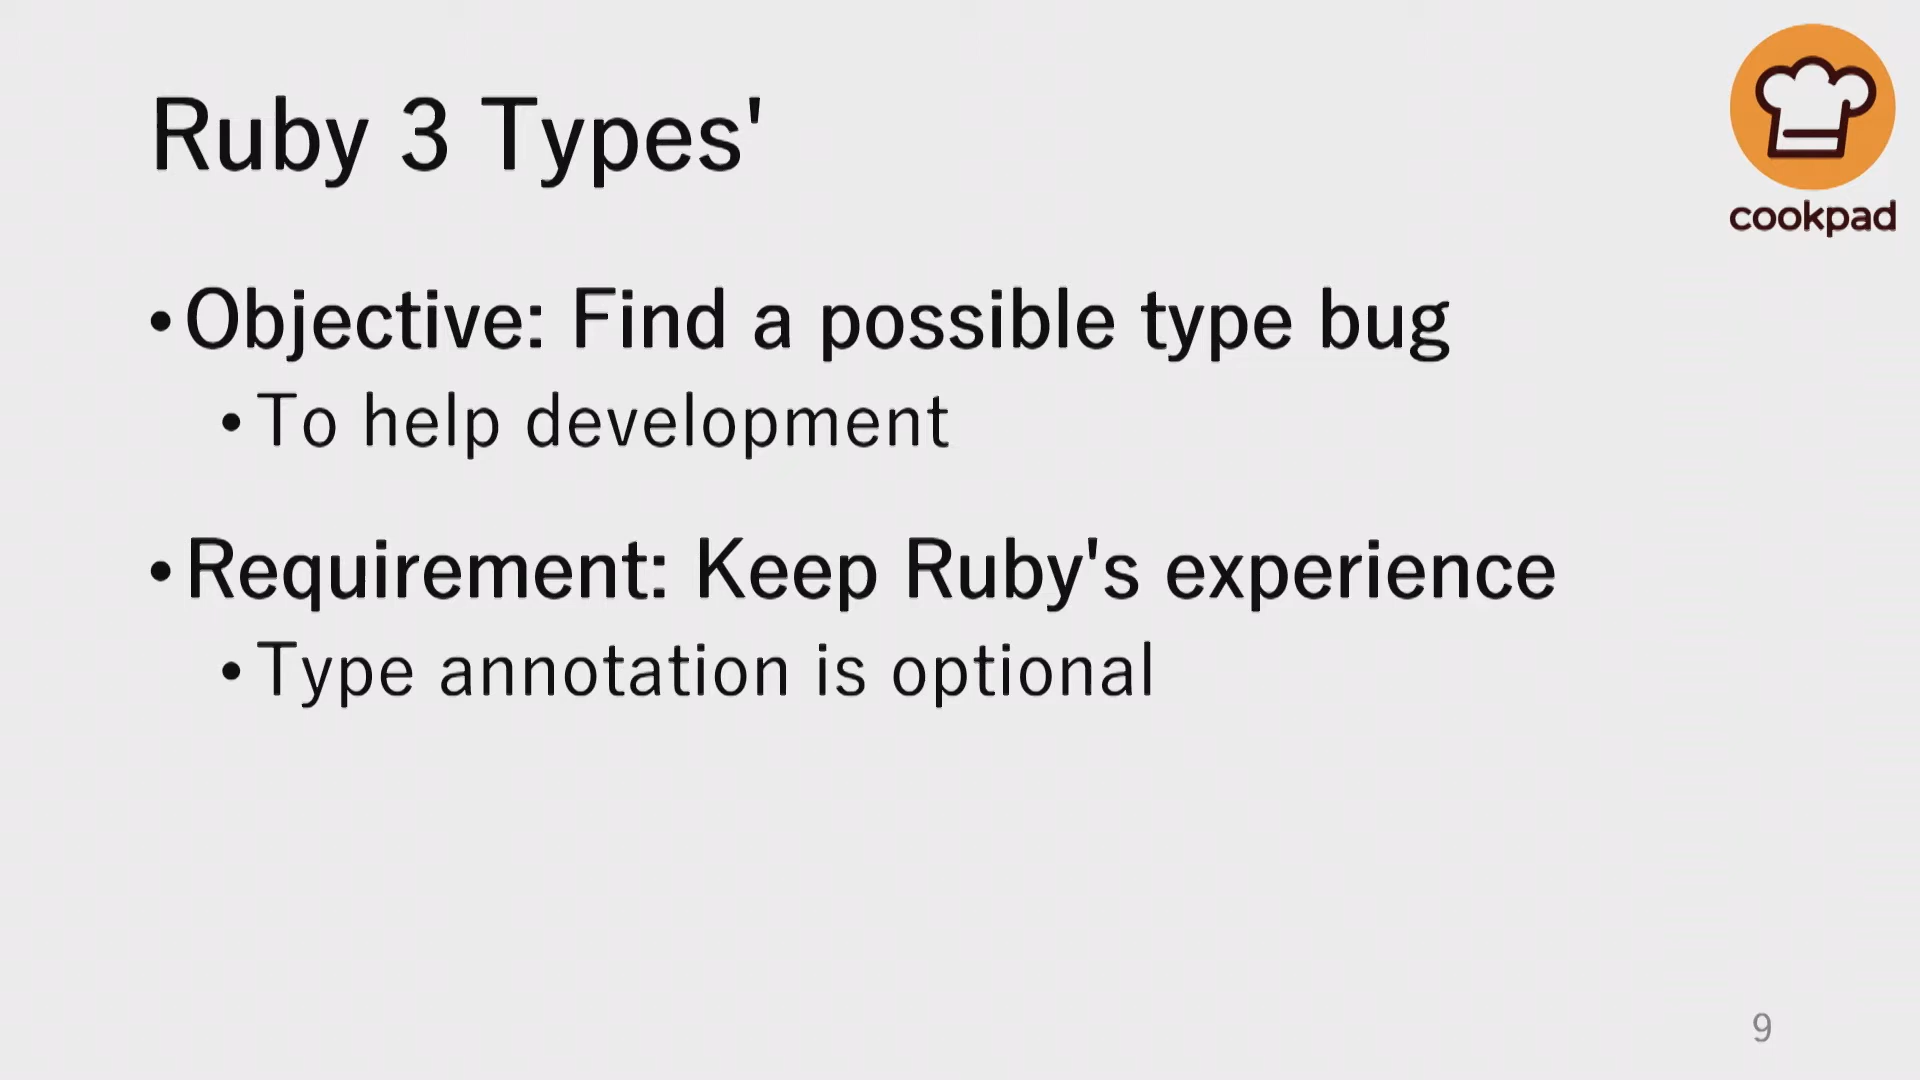 Ruby 3 Types'
cookpad
• Objective: Find a possible type bug
• To help development
• Requirement: Keep Ruby's experience
• Type annotation is optional
9